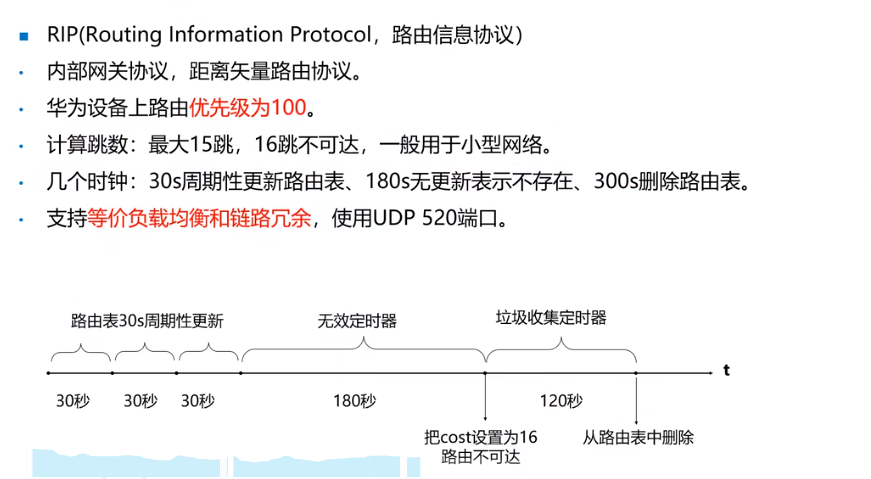 RIP(Routing Information Protocol，路由信息协议）
内部网关协议，距离矢量路由协议。
华为设备上路由优先级为100。
计算跳数：最大15跳，16跳不可达，一般用于小型网络。
几个时钟：30s周期性更新路由表、180s无更新表示不存在、300s删除路由表。
支持等价负载均衡和链路冗余，使用UDP 520端口。
路由表30s周期性更新
无效定时器
垃圾收集定时器
t
30秒
30秒
30秒
180秒
120秒
把cost设置为16
路由不可达
从路由表中删除